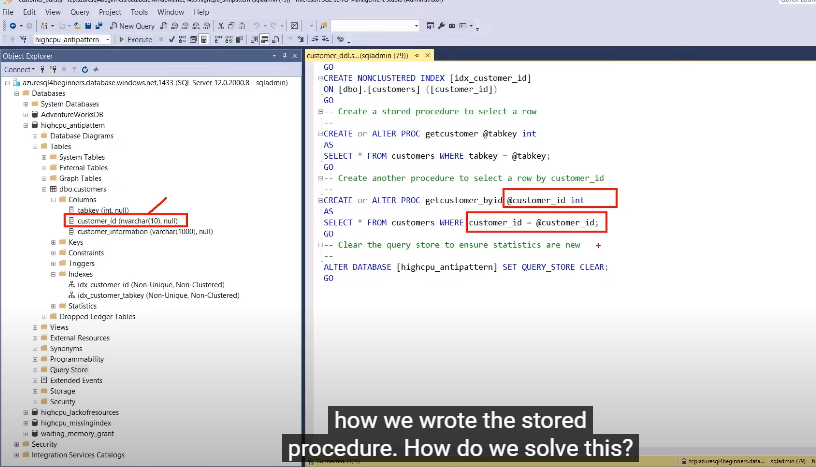 File Edit View Query Project Tools Window Help
New Query
highcpu_antipattern Execute
Object Explorer
Connect
azuresql4beginners.database.windows.net,1433 (SQL Server 12.0.2000.8 - sqladmin)
Databases
System Databases
AdventureWorksDB
highcpu_antipattern
Database Diagrams
Tables
System Tables
External Tables
Graph Tables
dbo.customers
Columns
tabkey (int, null)
customer_id (nvarchar(10), null)
customer_information (varchar(1000), null)
Keys
Constraints
Triggers
Indexes
idx_customer_id (Non-Unique, Non-Clustered)
idx_customer_tabkey (Non-Unique, Non-Clustered)
Statistics
Dropped Ledger Tables
Views
External Resources
Synonyms
Programmability
Query Store
Extended Events
Storage
Security
highcpu_lackofresources
highcpu_missingindex
waiting_memory_grant
Security
Integration Services Catalogs
customer_ddl.s...(sqladmin (79))
GO
CREATE NONCLUSTERED INDEX [idx_customer_id]
ON [dbo].[customers] ([customer_id])
GO
-- Create a stored procedure to select a row
--
CREATE or ALTER PROC getcustomer @tabkey int
AS
SELECT * FROM customers WHERE tabkey = @tabkey;
GO
-- Create another procedure to select a row by customer_id
--
CREATE or ALTER PROC getcustomer_byid @customer_id int
AS
SELECT * FROM customers WHERE customer_id = @customer_id;
GO
-- Clear the query store to ensure statistics are new
--
ALTER DATABASE [highcpu_antipattern] SET QUERY_STORE CLEAR;
GO
how we wrote the stored
procedure. How do we solve this?
tcp:azuresql4beginners.data... sqladmin (79)